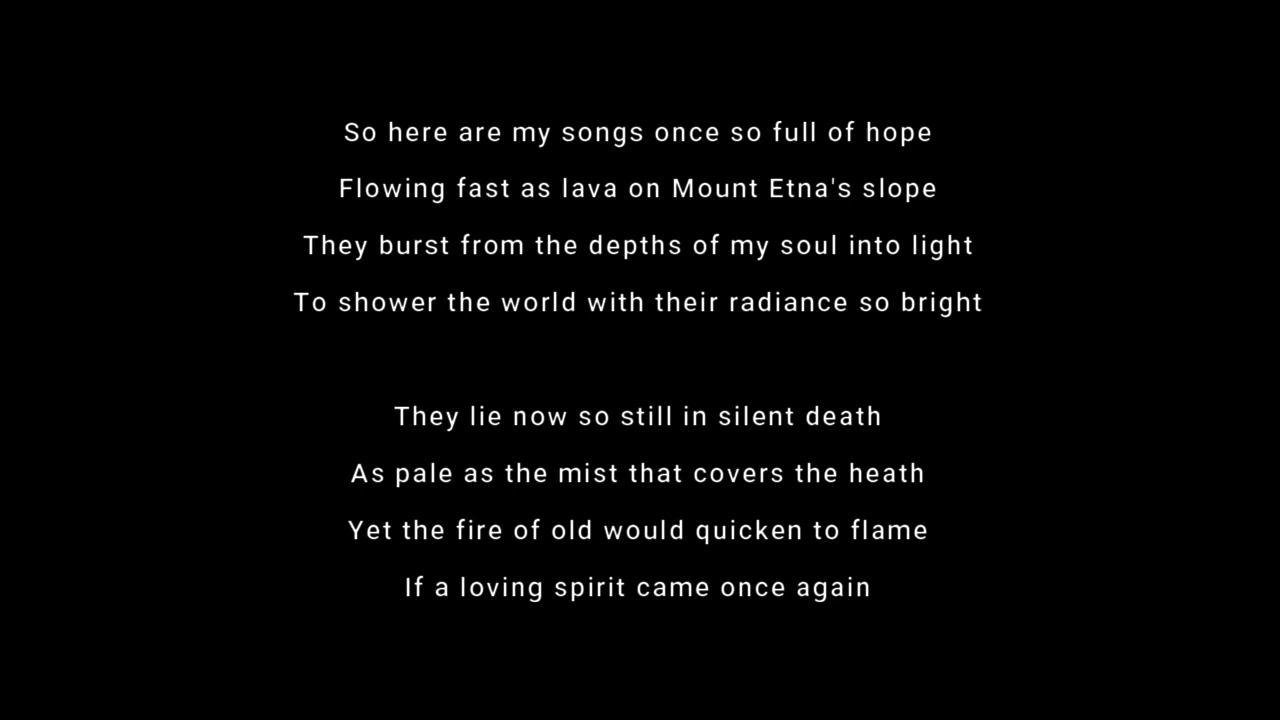 So here are my songs once so full of hope
Flowing fast as lava on Mount Etna's slope
They burst from the depths of my soul into light
To shower the world with their radiance so bright
They lie now so still in silent death
As pale as the mist that covers the heath
Yet the fire of old would quicken to flame
If a loving spirit came once again